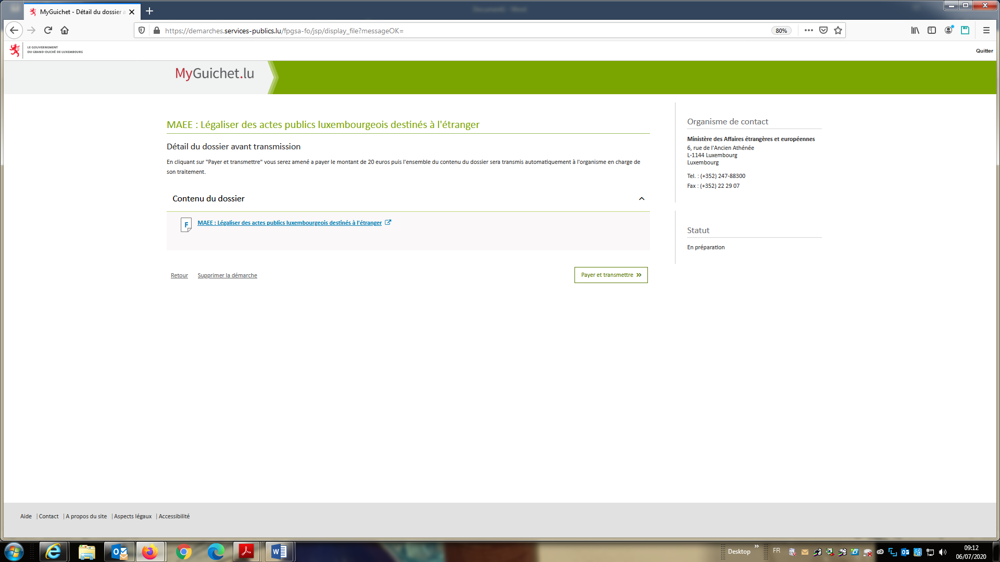 MyGuichet - Détail du dossier a
https://demarches.services-publics.lu/fpgsa-fo/jsp/display_file?messageOK=
80%
LE GOUVERNEMENT
DU GRAND-DUCHÉ DE LUXEMBOURG
Quitter
MyGuichet.lu
MAEE : Légaliser des actes publics luxembourgeois destinés à l'étranger
Détail du dossier avant transmission
En cliquant sur "Payer et transmettre" vous serez amené a payer le montant de 20 euros puis l'ensemble du contenu du dossier sera transmis automatiquement à l'organisme en charge de
son traitement.
Contenu du dossier
F
MAEE : Légaliser des actes publics luxembourgeois destinés à l'étranger
Retour
Supprimer la démarche
Payer et transmettre
Organisme de contact
Ministère des Affaires étrangères et européennes
6, rue de l'Ancien Athénée
L-1144 Luxembourg
Luxembourg
Tel. : (+352) 247-88300
Fax : (+352) 22 29 07
Statut
En préparation
Aide | Contact | A propos du site | Aspects légaux | Accessibilité
Desktop
FR
09:12
06/07/2020